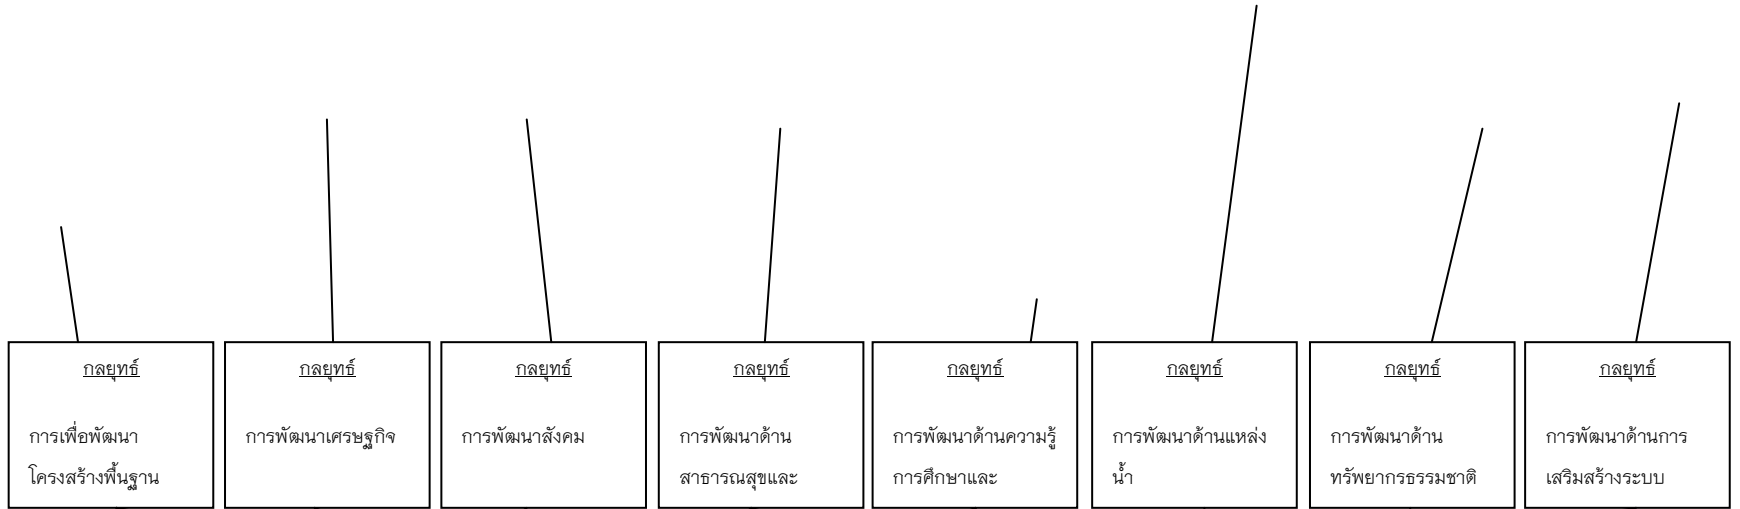 กลยุทธ์
การเพื่อพัฒนา
โครงสร้างพื้นฐาน
กลยุทธ์
การพัฒนาเศรษฐกิจ
กลยุทธ์
การพัฒนาสังคม
กลยุทธ์
การพัฒนาด้าน
สาธารณสุขและ
กลยุทธ์
การพัฒนาด้านความรู้
การศึกษาและ
กลยุทธ์
การพัฒนาด้านแหล่ง
น้ำ
กลยุทธ์
การพัฒนาด้าน
ทรัพยากรธรรมชาติ
กลยุทธ์
การพัฒนาด้านการ
เสริมสร้างระบบ